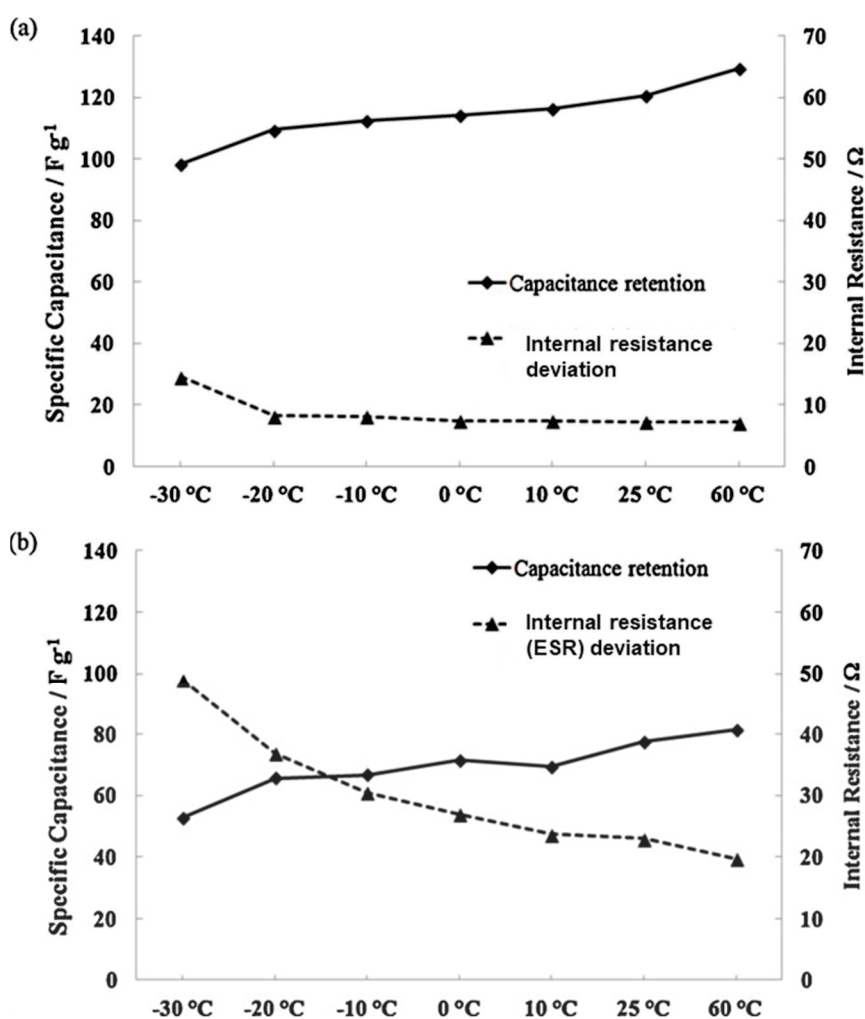 (a)
140
120
100
80
60
40
20
0
Specific Capacitance / F g⁻¹
70
60
50
40
30
20
10
0
Internal Resistance / Ω
Capacitance retention
Internal resistance
deviation
-30 ºC -20 ºC -10 ºC 0 ºC 10 ºC 25 ºC 60 ºC
(b)
140
120
100
80
60
40
20
0
Specific Capacitance / F g⁻¹
70
60
50
40
30
20
10
0
Internal Resistance / Ω
Capacitance retention
Internal resistance
(ESR) deviation
-30 ºC -20 ºC -10 ºC 0 ºC 10 ºC 25 ºC 60 ºC